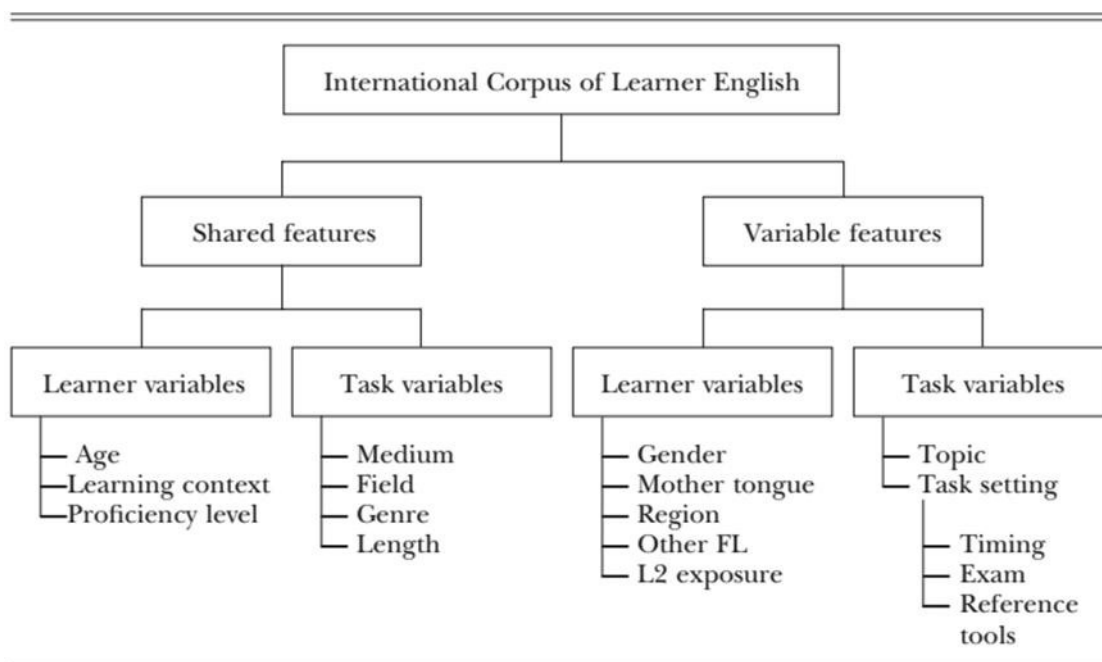 International Corpus of Learner English
Shared features
Variable features
Learner variables
Task variables
Learner variables
Task variables
Age
Learning context
Proficiency level
Medium
Field
Genre
Length
Gender
Mother tongue
Region
Other FL
L2 exposure
Topic
Task setting
Timing
Exam
Reference
tools